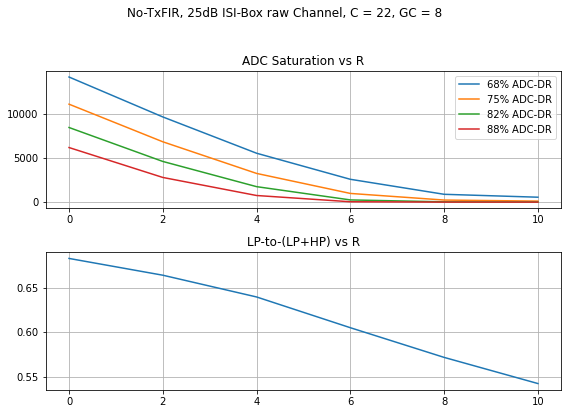 No-TxFIR, 25dB ISI-Box raw Channel, C = 22, GC = 8
ADC Saturation vs R
68% ADC-DR
75% ADC-DR
82% ADC-DR
88% ADC-DR
10000
5000
0
0 2 4 6 8 10
LP-to-(LP+HP) vs R
0.65
0.60
0.55
0 2 4 6 8 10